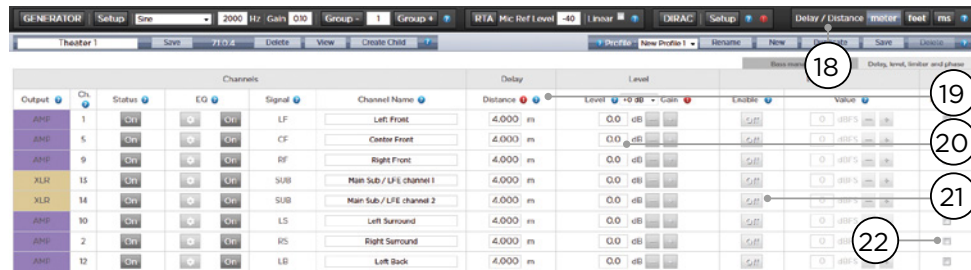 GENERATOR Setup Sine 2000 Hz Gain 0.10 Group - 1 Group + ? RTA Mic Ref Level -40 Linear ? DIRAC Setup ? ? Delay / Distance meter feet ms ?
Theater 1 Save 7.1.0.4 Delete View Create Child ? ? Profile New Profile 1 Rename New Save Delete
18
Delay, level, limiter and phase
Channels Delay Level
19
Output ? Ch. ? Status ? EQ ? Signal ? Channel Name ? Distance ! ? Level ? +0 dB Gain ! Enable ? Value ?
AMP 1 On On LF Left Front 4.000 m 0.0 dB Off 0 dBFS - +
20
AMP 5 On On CF Center Front 4.000 m 0.0 dB Off 0 dBFS - +
AMP 9 On On RF Right Front 4.000 m 0.0 dB Off 0 dBFS - +
XLR 13 On On SUB Main Sub / LFE channel 1 4.000 m 0.0 dB Off 0 dBFS - +
21
XLR 14 On On SUB Main Sub / LFE channel 2 4.000 m 0.0 dB Off 0 dBFS - +
AMP 10 On On LS Left Surround 4.000 m 0.0 dB Off 0 dBFS - +
22
AMP 2 On On RS Right Surround 4.000 m 0.0 dB Off 0
AMP 12 On On LB Left Back 4.000 m 0.0 dB Off 0 dBFS - +